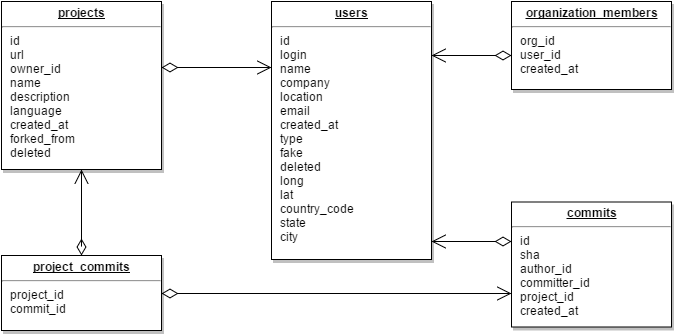 projects
id
url
owner_id
name
description
language
created_at
forked_from
deleted
users
id
login
name
company
location
email
created_at
type
fake
deleted
long
lat
country_code
state
city
organization_members
org_id
user_id
created_at
project_commits
project_id
commit_id
commits
id
sha
author_id
committer_id
project_id
created_at